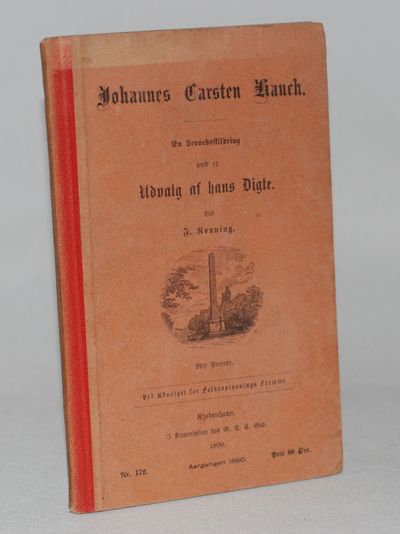 Johannes Carsten Hauch.
En Levnedsskildring
med et
Udvalg af hans Digte.
Ved
F. Rønning.
Med Portræt.
Ved Udvalget for Folkeoplysnings Fremme.
Kjøbenhavn.
I Kommission hos G. E. C. Gad.
1890.
Nr. 172.
Aargangen 1890.
Pris 60 Øre.